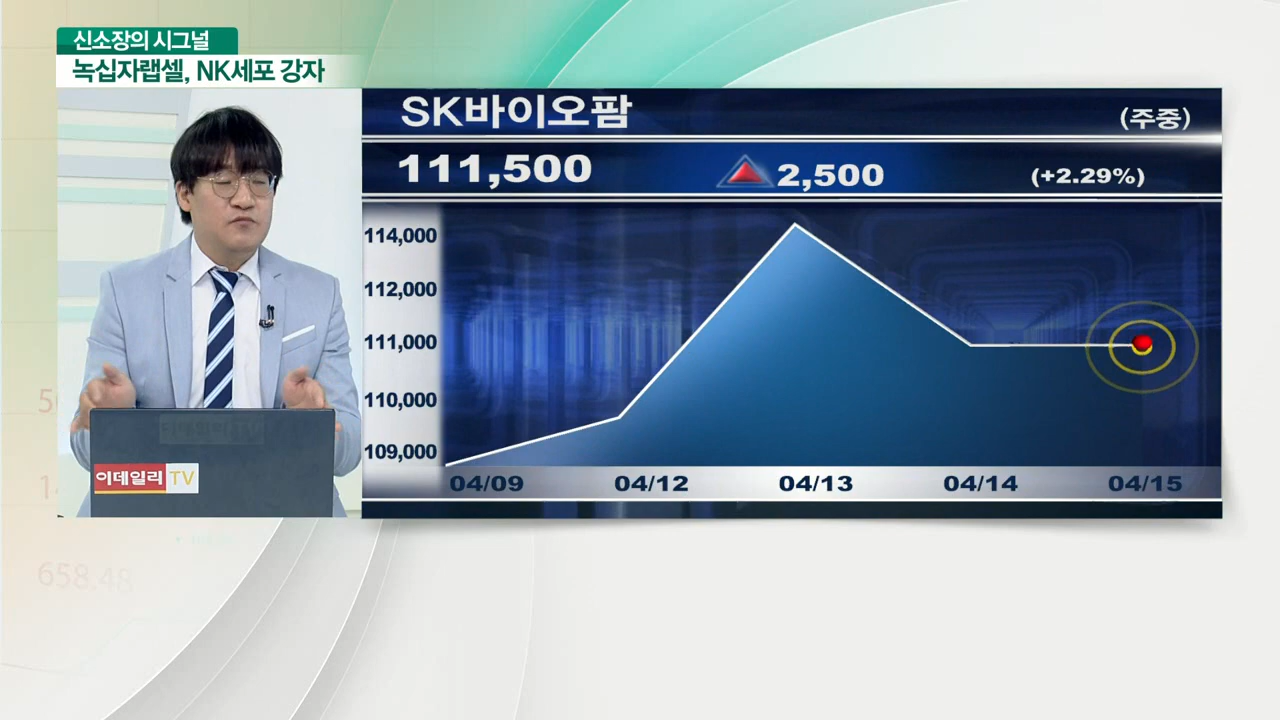 신소장의 시그널
녹십자랩셀, NK세포 강자
SK바이오팜
(주중)
111,500
2,500
(+2.29%)
114,000
112,000
111,000
110,000
109,000
04/09
04/12
04/13
04/14
04/15
이데일리 TV
658.48